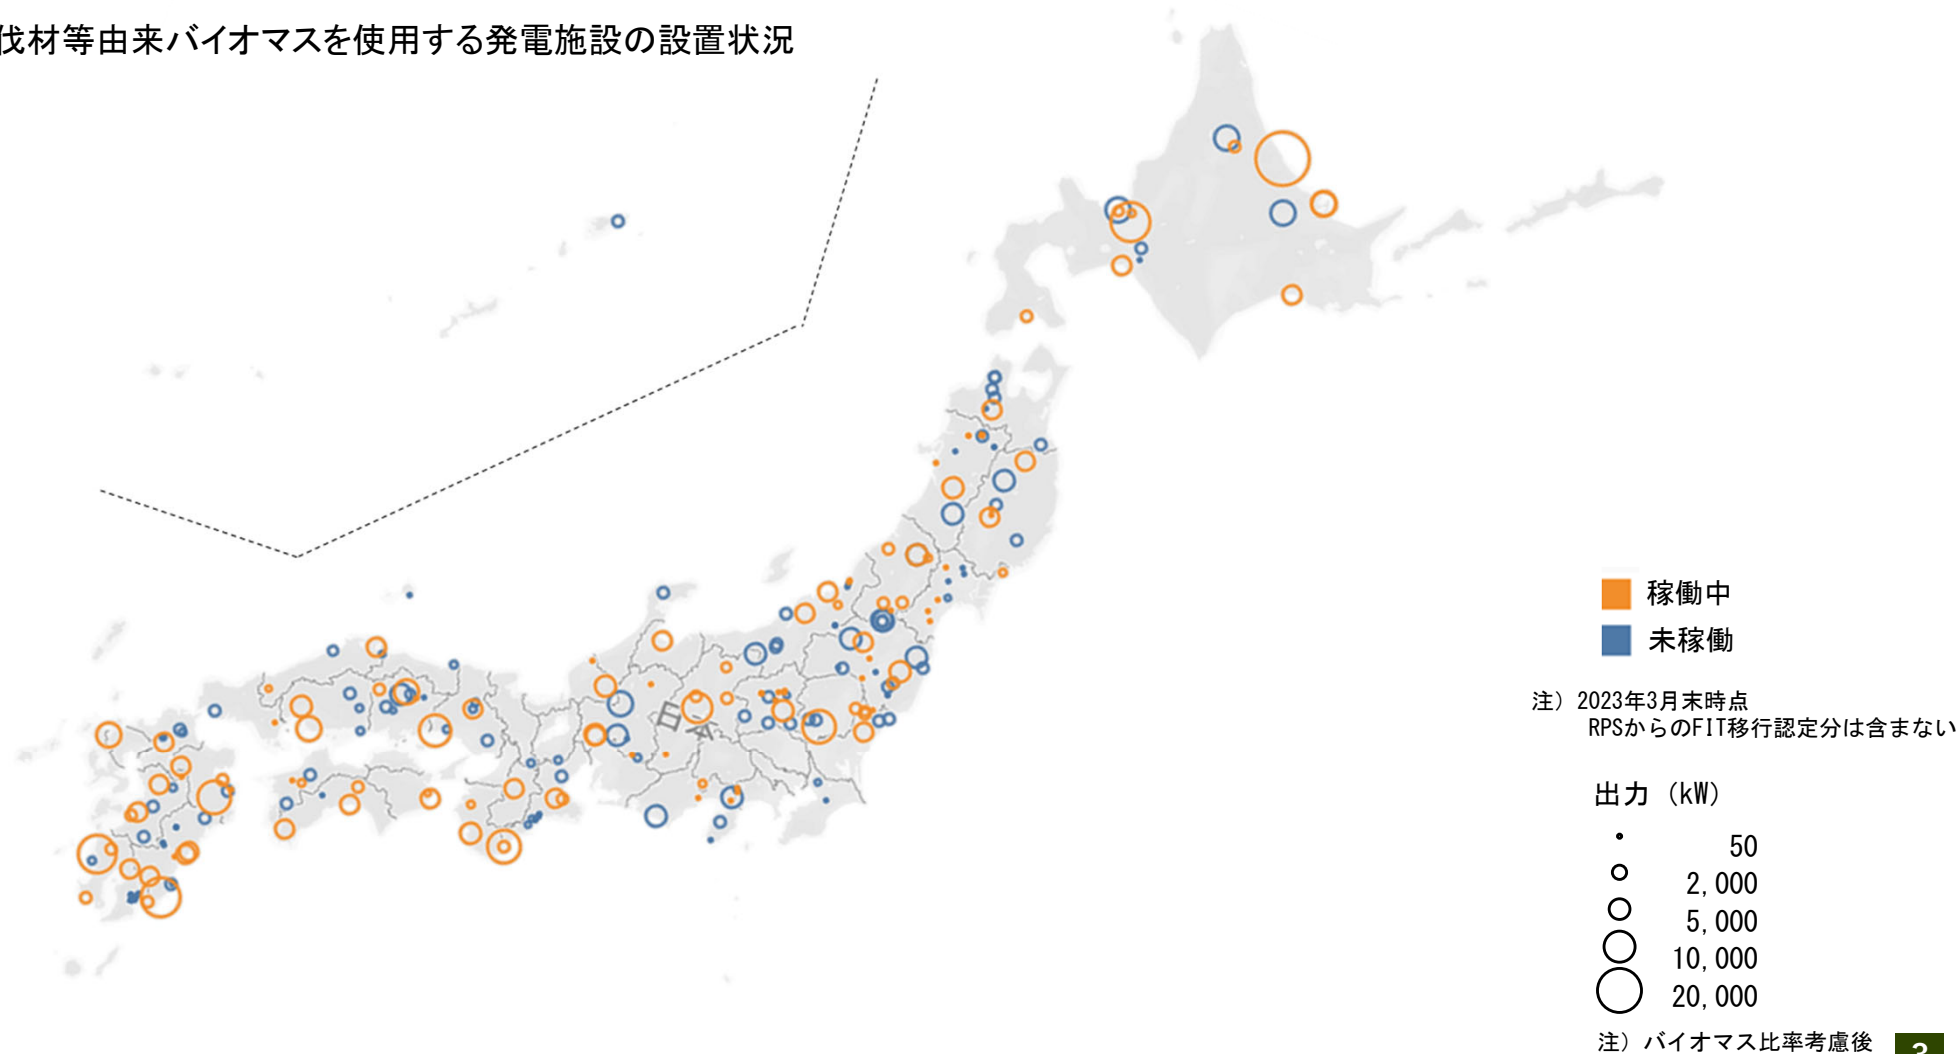 伐材等由来バイオマスを使用する発電施設の設置状況
日本
稼働中
未稼働
注）2023年3月末時点
RPSからのFIT移行認定分は含まない
出力（kW）
50
2,000
5,000
10,000
20,000
注）バイオマス比率考慮後
3